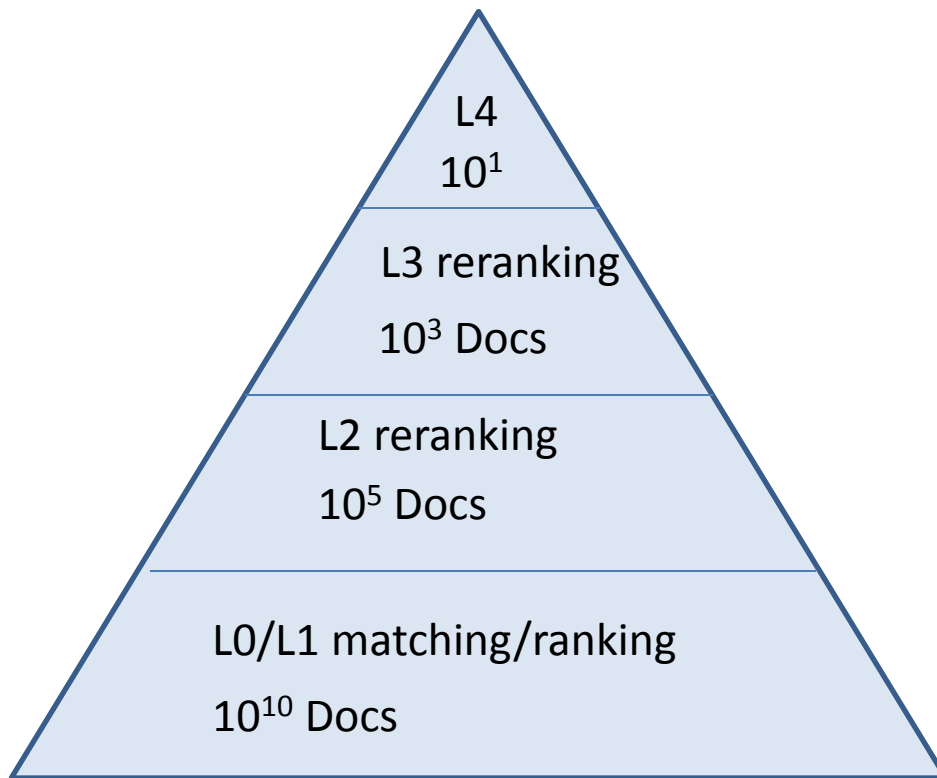 L4
10¹
L3 reranking
10³ Docs
L2 reranking
10⁵ Docs
L0/L1 matching/ranking
10¹⁰ Docs